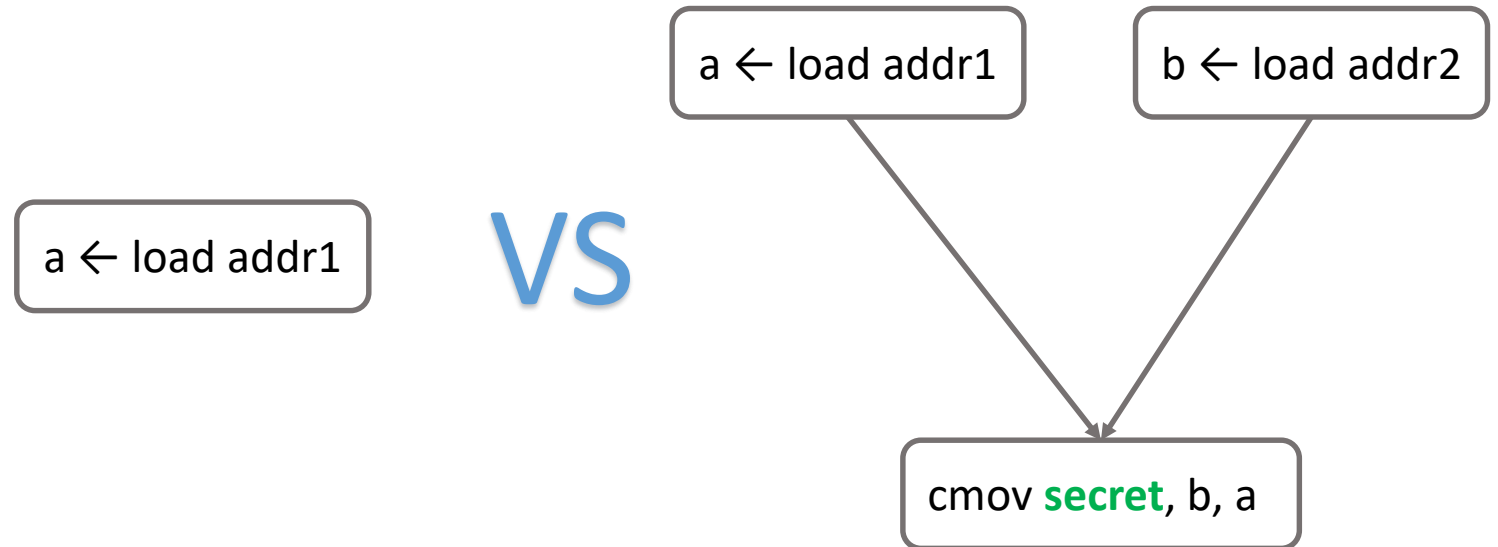 a ← load addr1
VS
a ← load addr1
b ← load addr2
cmov secret, b, a